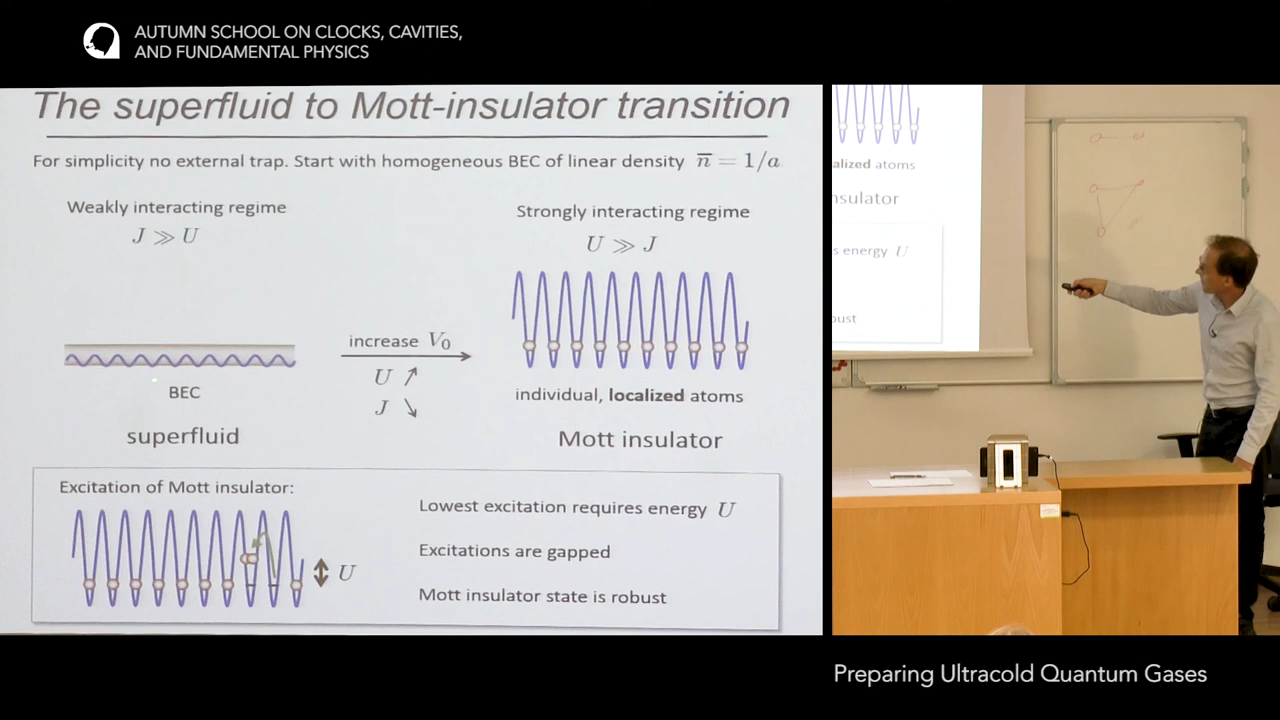 AUTUMN SCHOOL ON CLOCKS, CAVITIES,
AND FUNDAMENTAL PHYSICS
The superfluid to Mott-insulator transition
For simplicity no external trap. Start with homogeneous BEC of linear density n̅ = 1/a
Weakly interacting regime
J ≫ U
Strongly interacting regime
U ≫ J
increase V₀
U ↗
J ↘
BEC
superfluid
individual, localized atoms
Mott insulator
Excitation of Mott insulator:
U
Lowest excitation requires energy U
Excitations are gapped
Mott insulator state is robust
alized atoms
nsulator
s energy U
oust
Preparing Ultracold Quantum Gases